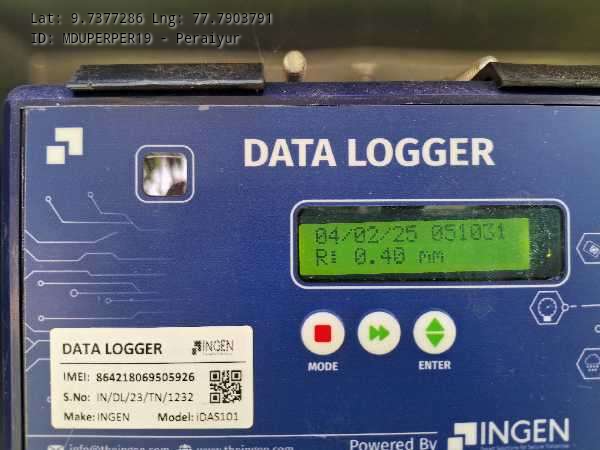 Lat: 9.7377286 Lng: 77.7903791
ID: MDUPERPER19 - Peraiyur
DATA LOGGER
04/02/25 051031
R: 0.40 mm
MODE
ENTER
DATA LOGGER
INGEN
IMEI: 864218069505926
S.No: IN/DL/23/TN/1232
Make: INGEN Model: iDAS101
Powered By
INGEN